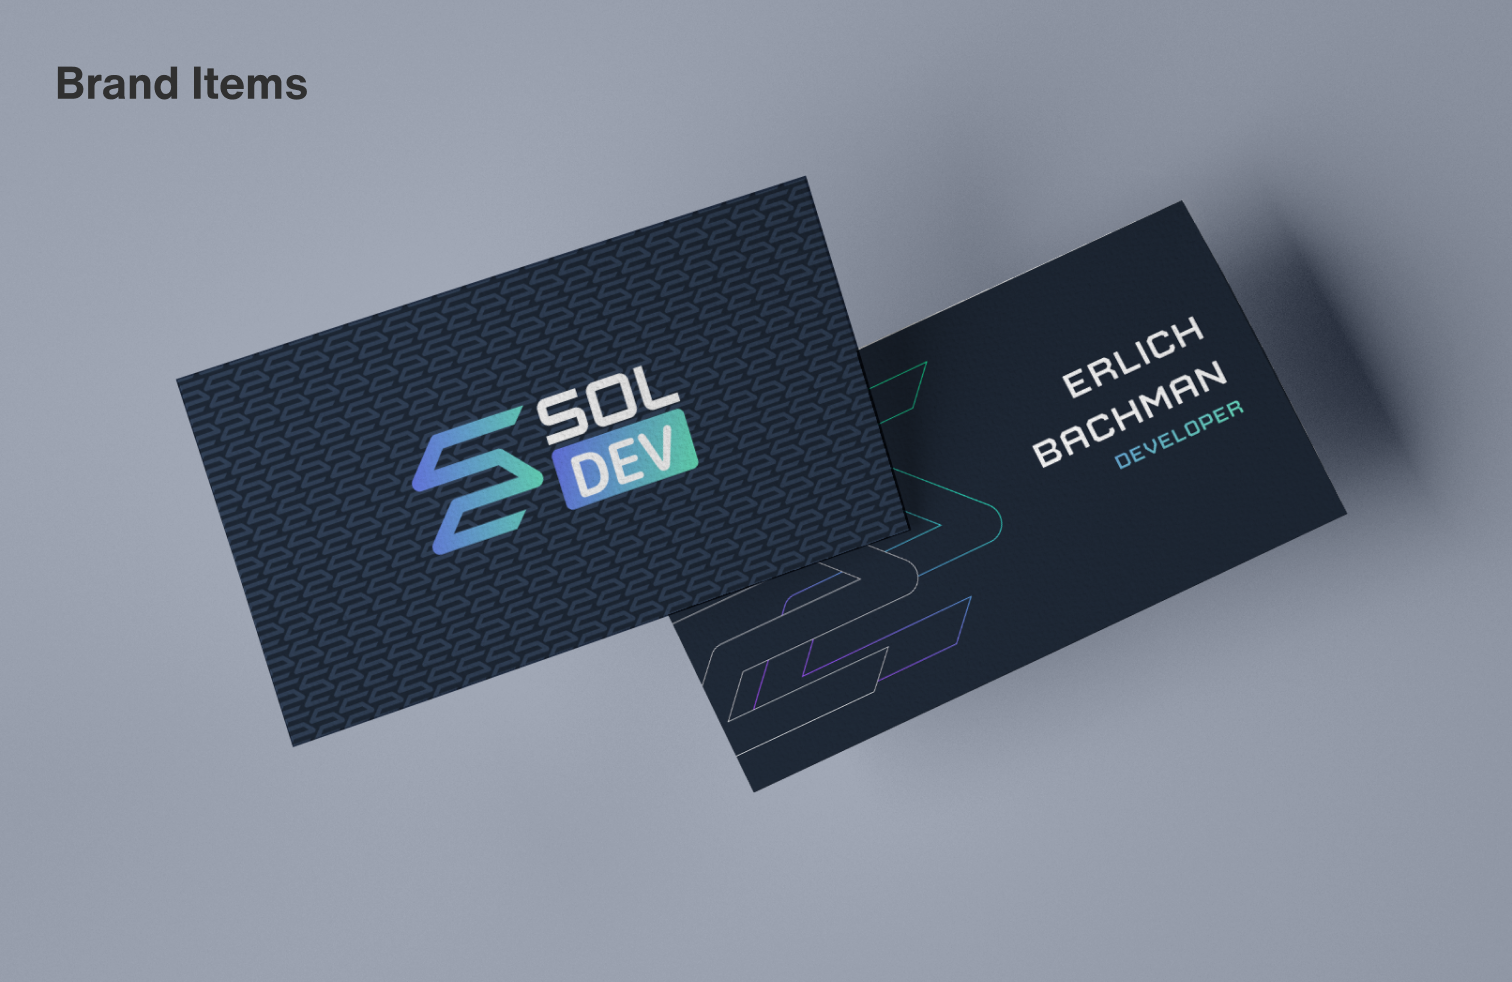 Brand Items
SOL
DEV
ERLICH
BACHMAN
DEVELOPER